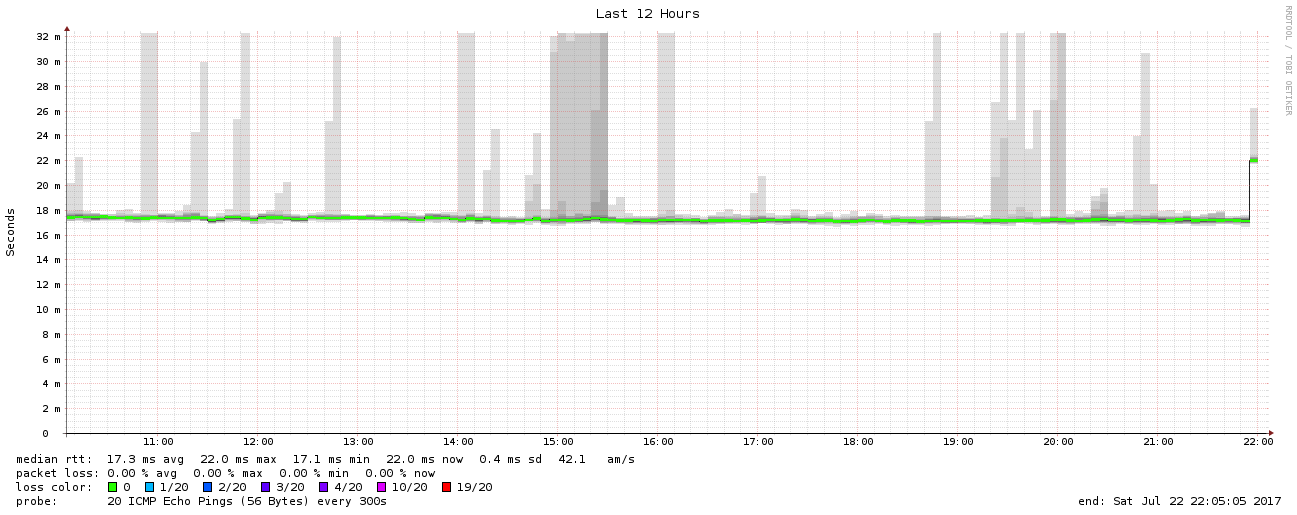 Last 12 Hours
RRDTOOL / TOBI OETIKER
Seconds
32 m
30 m
28 m
26 m
24 m
22 m
20 m
18 m
16 m
14 m
12 m
10 m
8 m
6 m
4 m
2 m
0
11:00 12:00 13:00 14:00 15:00 16:00 17:00 18:00 19:00 20:00 21:00 22:00
median rtt: 17.3 ms avg 22.0 ms max 17.1 ms min 22.0 ms now 0.4 ms sd 42.1 am/s
packet loss: 0.00 % avg 0.00 % max 0.00 % min 0.00 % now
loss color: 0 1/20 2/20 3/20 4/20 10/20 19/20
probe: 20 ICMP Echo Pings (56 Bytes) every 300s end: Sat Jul 22 22:05:05 2017